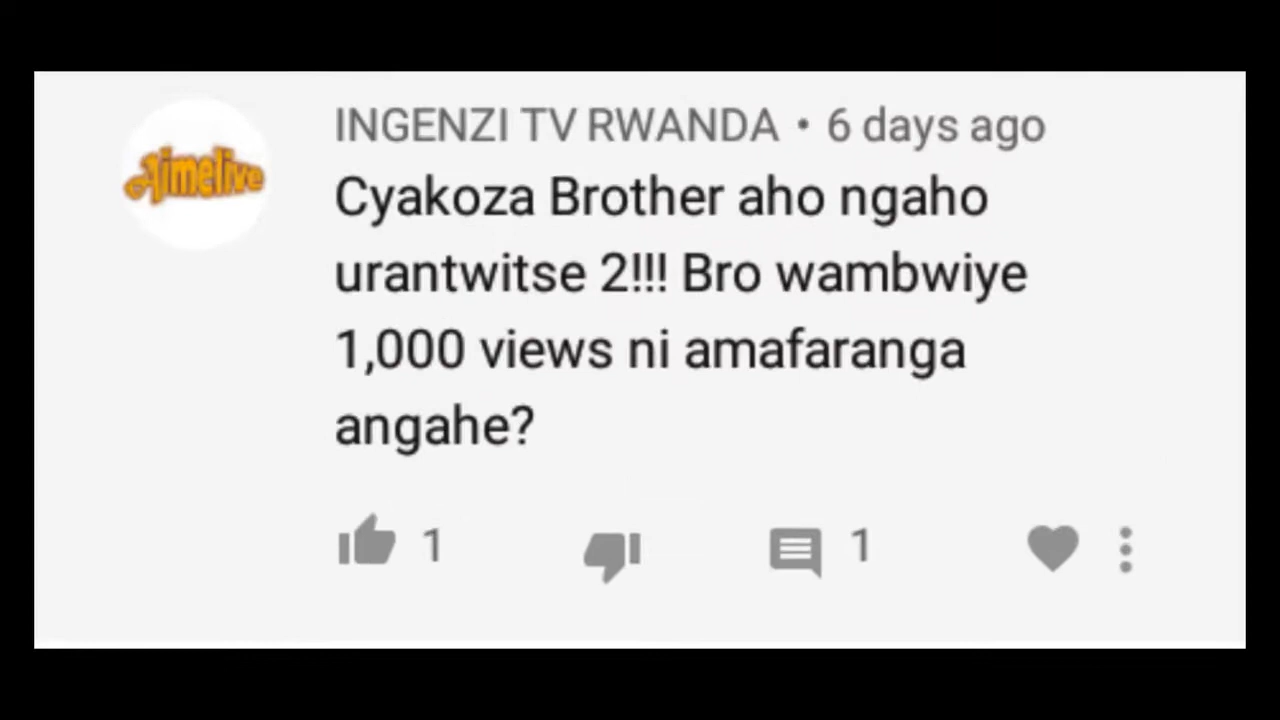 Aimelive
INGENZI TV RWANDA • 6 days ago
Cyakoza Brother aho ngaho
urantwitse 2!!! Bro wambwiye
1,000 views ni amafaranga
angahe?
1 1